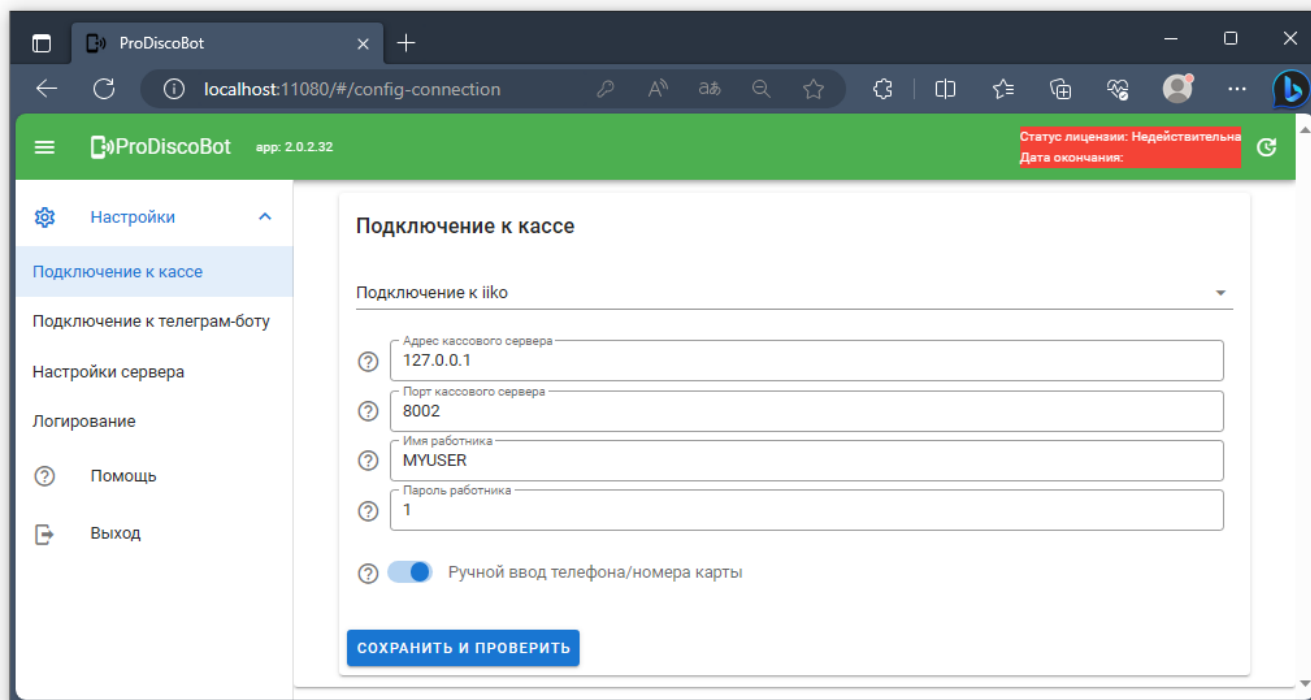 ProDiscoBot
localhost:11080/#/config-connection
ProDiscoBot app: 2.0.2.32
Статус лицензии: Недействительна
Дата окончания:
Настройки
Подключение к кассе
Подключение к телеграм-боту
Настройки сервера
Логирование
Помощь
Выход
Подключение к кассе
Подключение к iiko
Адрес кассового сервера
127.0.0.1
Порт кассового сервера
8002
Имя работника
MYUSER
Пароль работника
1
Ручной ввод телефона/номера карты
СОХРАНИТЬ И ПРОВЕРИТЬ